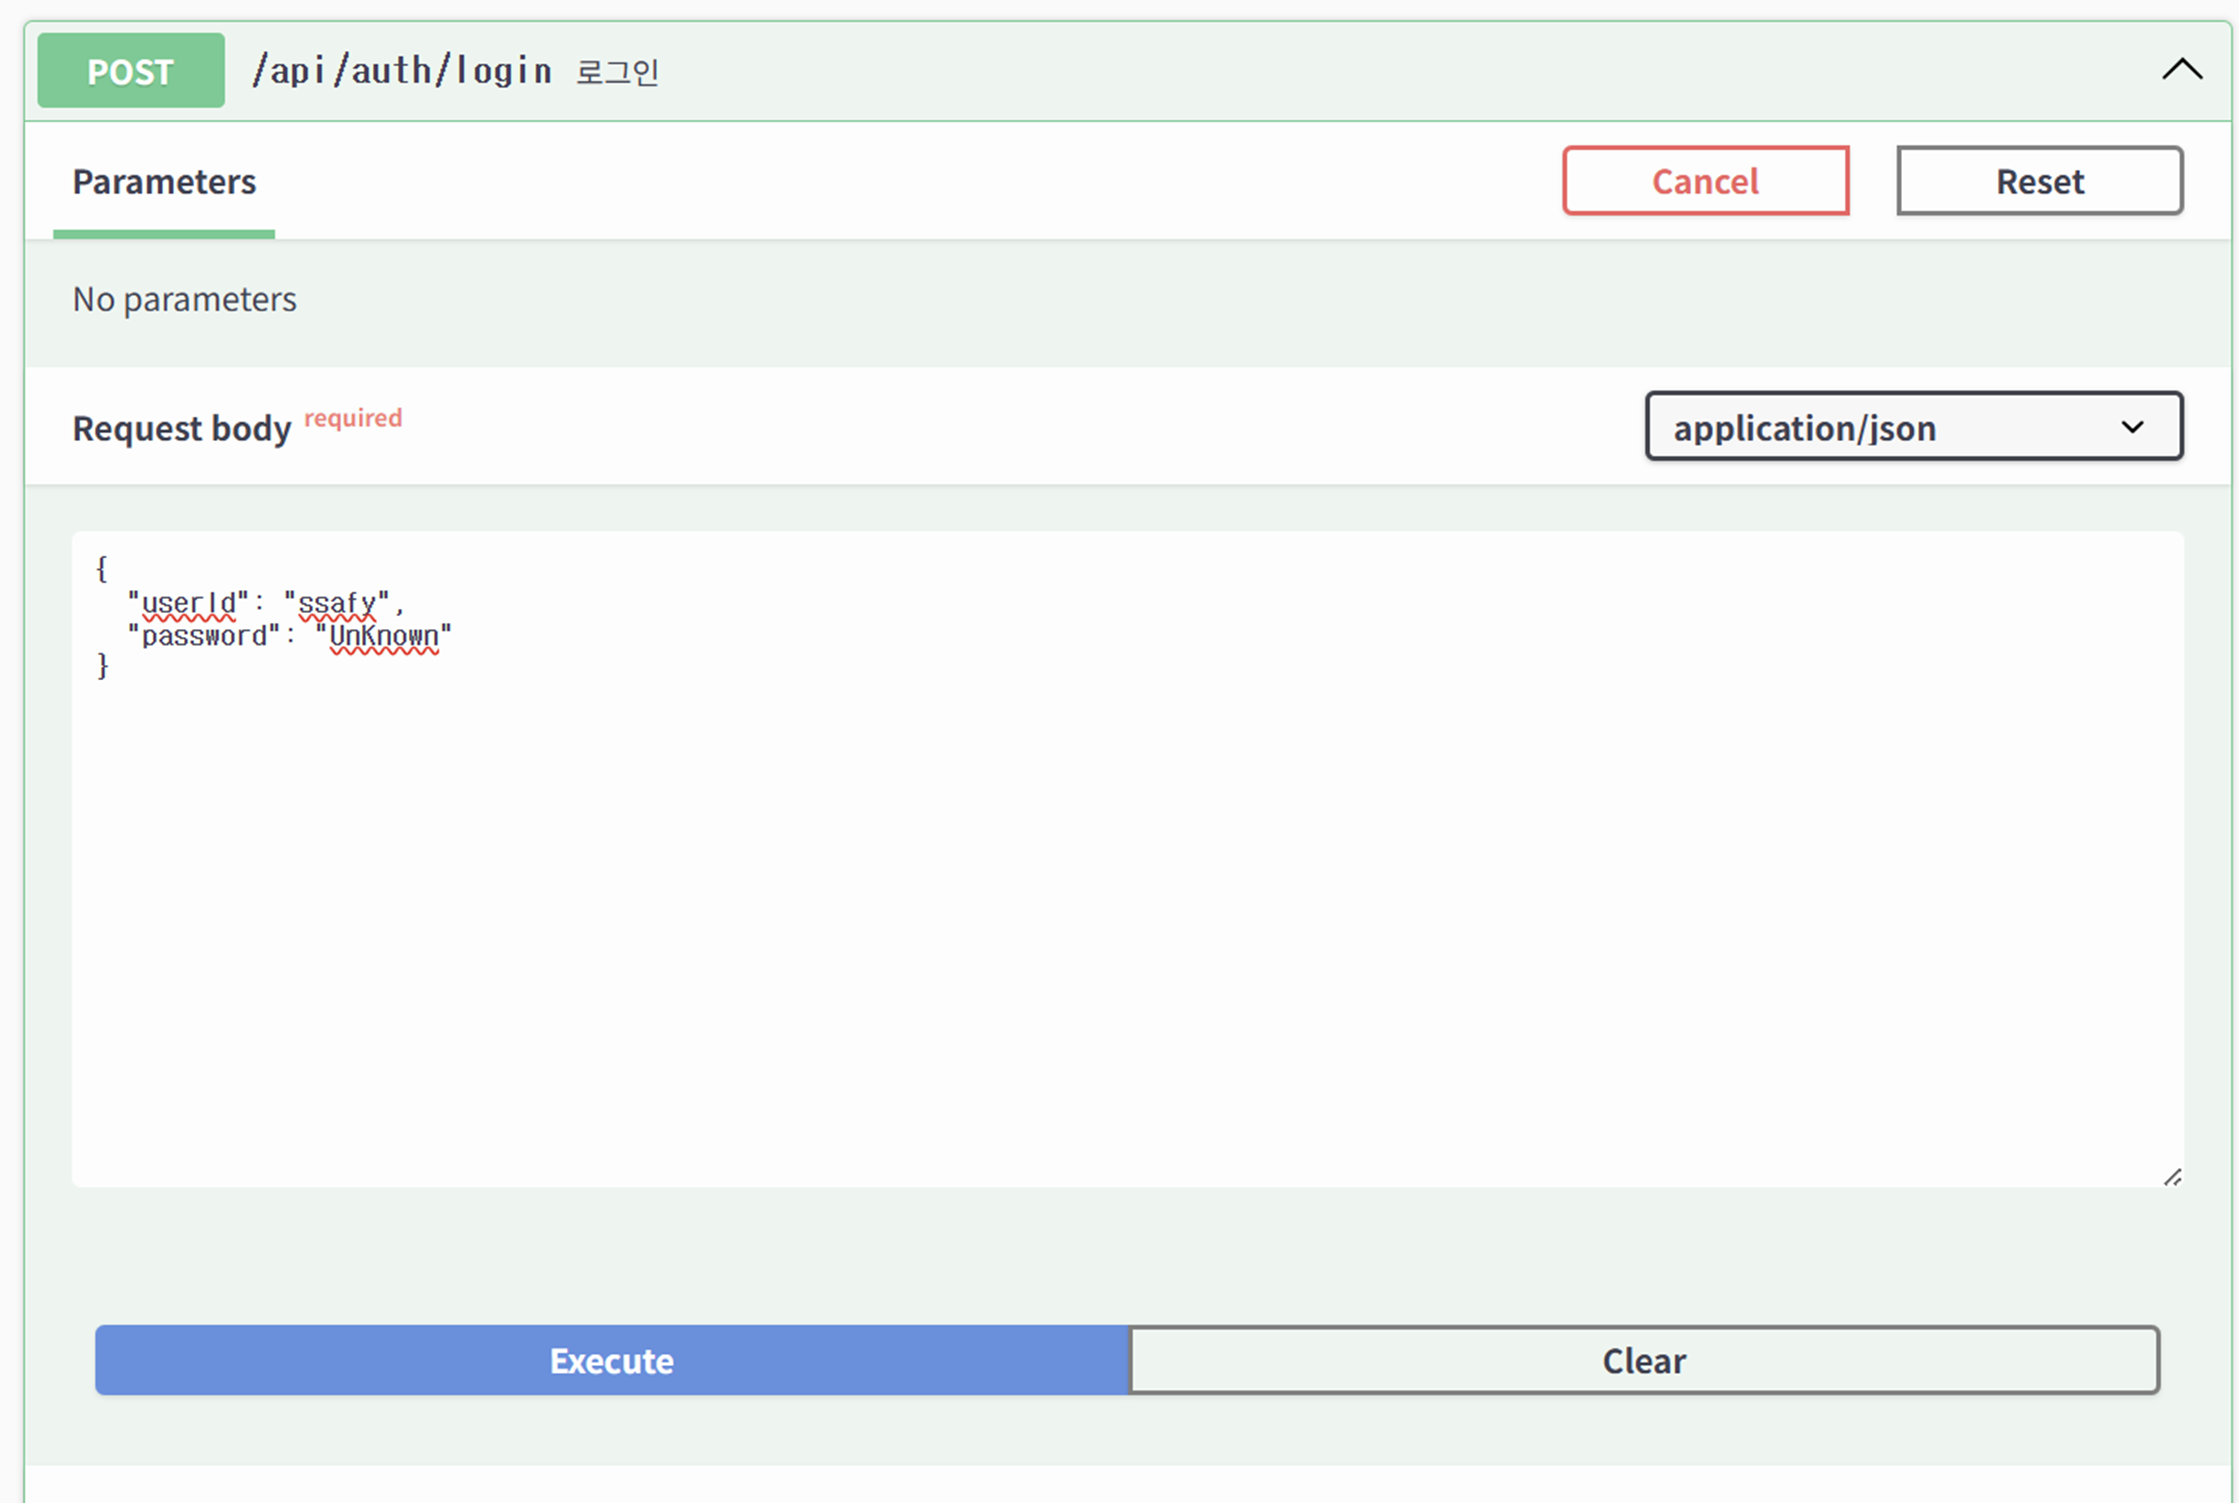 POST /api/auth/login 로그인
Parameters Cancel Reset
No parameters
Request body required application/json
{
"userId": "ssafy",
"password": "UnKnown"
}
Execute Clear